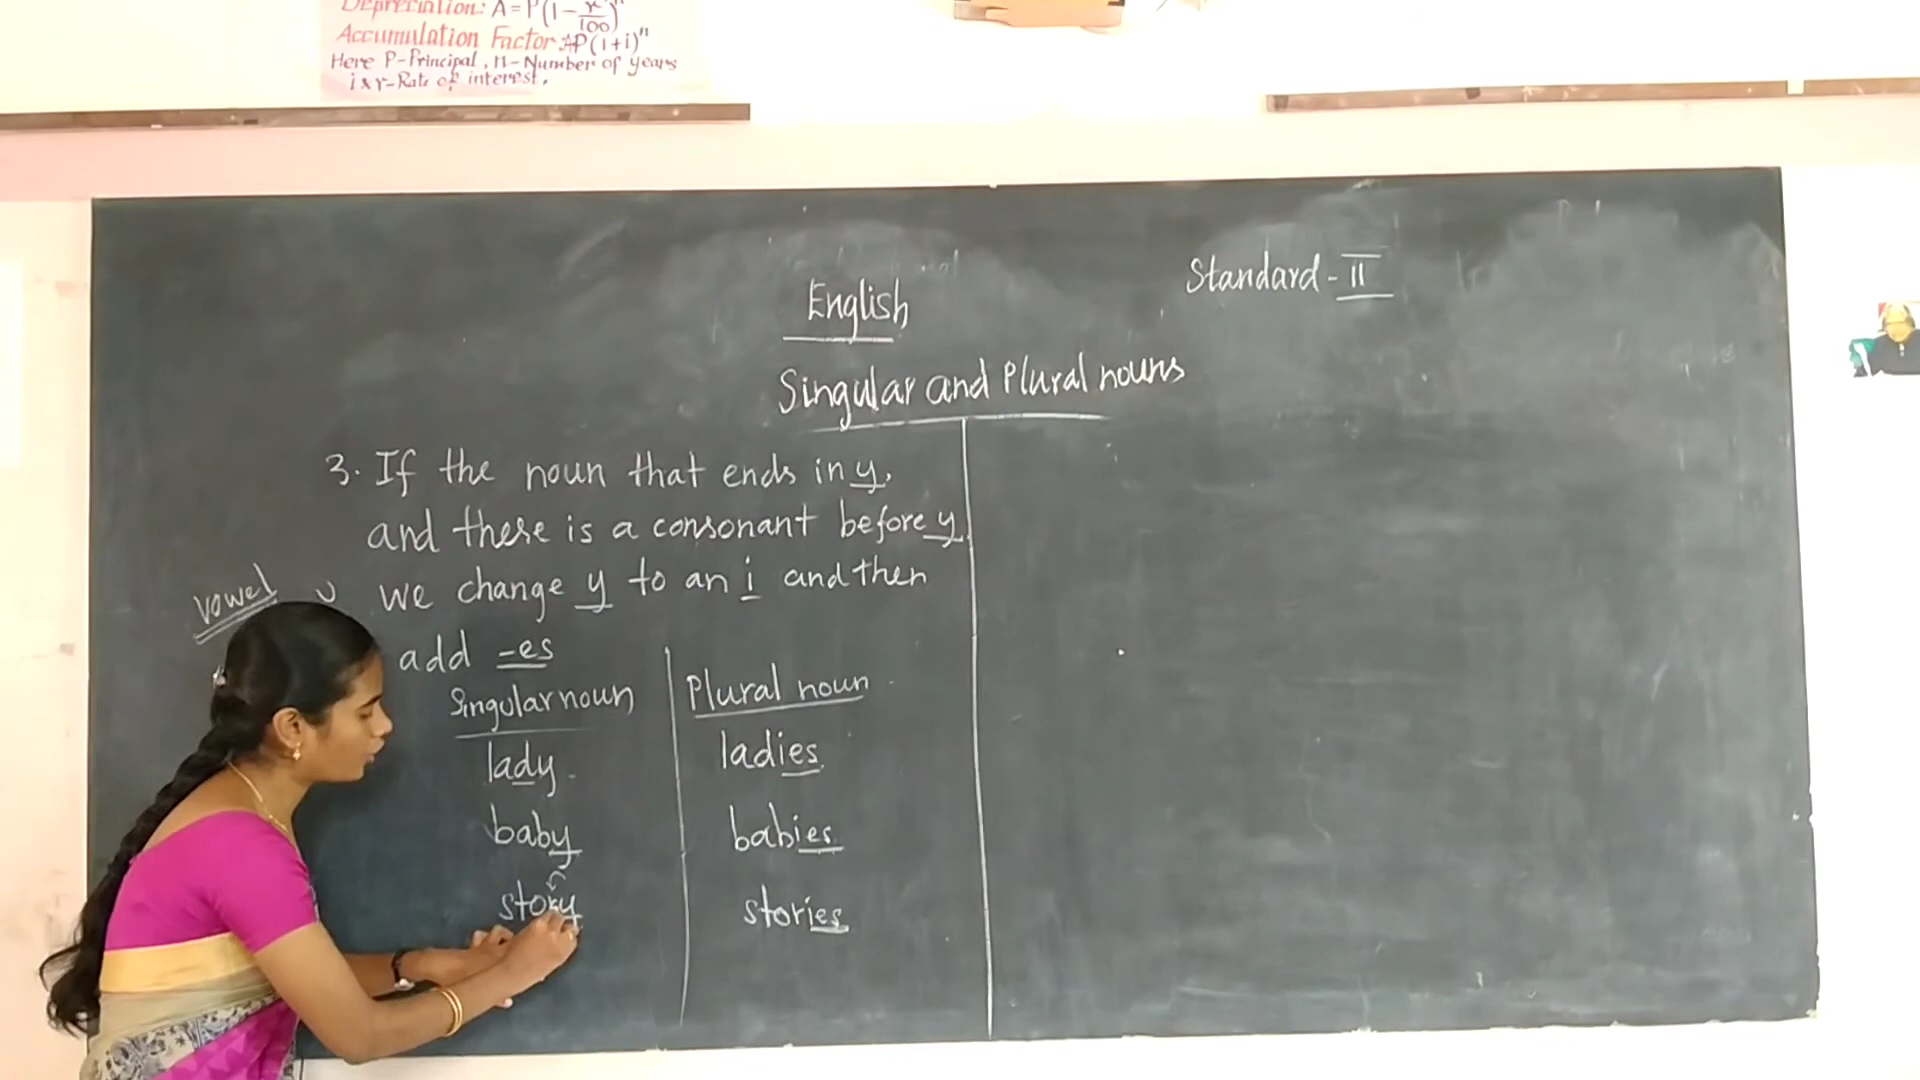 Depreciation: A = P(1 - r/100)^n
Accumulation Factor: AP(1+i)^n
Here P-Principal, n-Number of years
i & r-Rate of interest.
Standard - II
English
Singular and Plural nouns
3. If the noun that ends in y,
and there is a consonant before y
vowel
we change y to an i and then
add -es
Singular noun
Plural noun
lady
ladies
baby
babies
story
stories